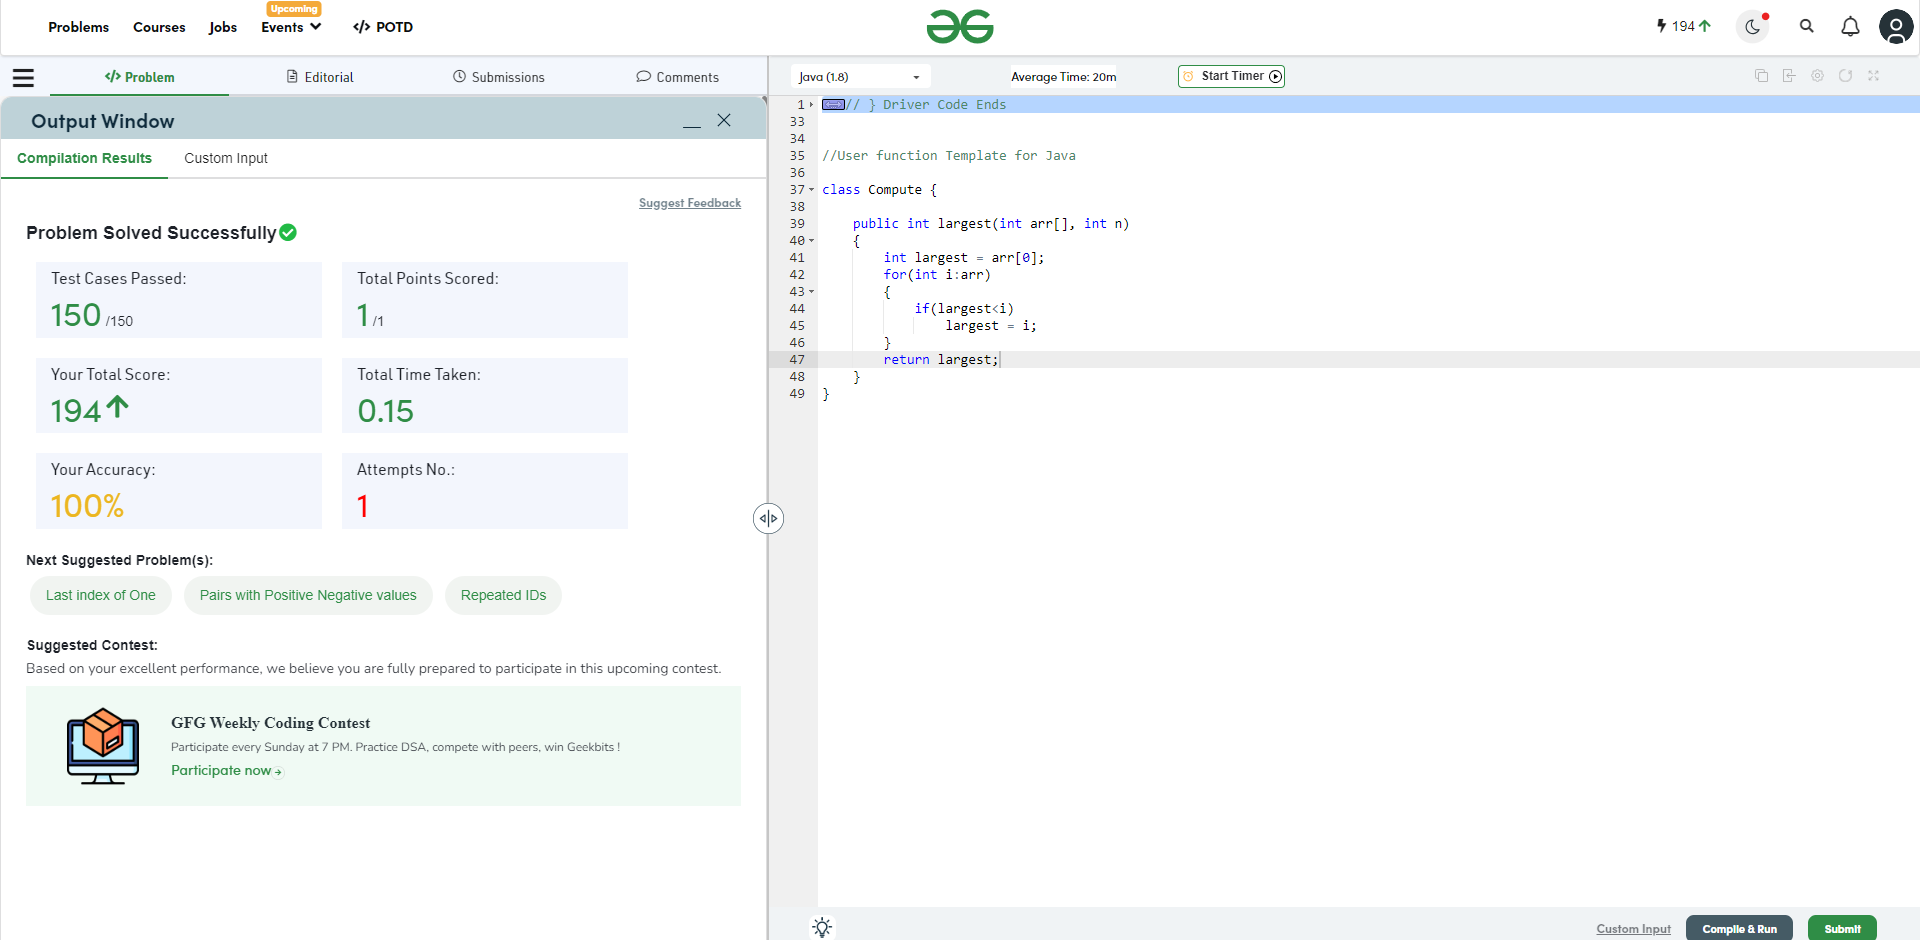 Upcoming
Problems Courses Jobs Events </> POTD
194
</> Problem Editorial Submissions Comments
Java (1.8) Average Time: 20m Start Timer
Output Window
Compilation Results Custom Input
Suggest Feedback
Problem Solved Successfully
Test Cases Passed: Total Points Scored:
150 /150 1 /1
Your Total Score: Total Time Taken:
194 0.15
Your Accuracy: Attempts No.:
100% 1
Next Suggested Problem(s):
Last index of One Pairs with Positive Negative values Repeated IDs
Suggested Contest:
Based on your excellent performance, we believe you are fully prepared to participate in this upcoming contest.
GFG Weekly Coding Contest
Participate every Sunday at 7 PM. Practice DSA, compete with peers, win Geekbits !
Participate now
1 // } Driver Code Ends
33
34
35 //User function Template for Java
36
37 class Compute {
38
39 public int largest(int arr[], int n)
40 {
41 int largest = arr[0];
42 for(int i:arr)
43 {
44 if(largest<i)
45 largest = i;
46 }
47 return largest;
48 }
49 }
Custom Input Compile & Run Submit